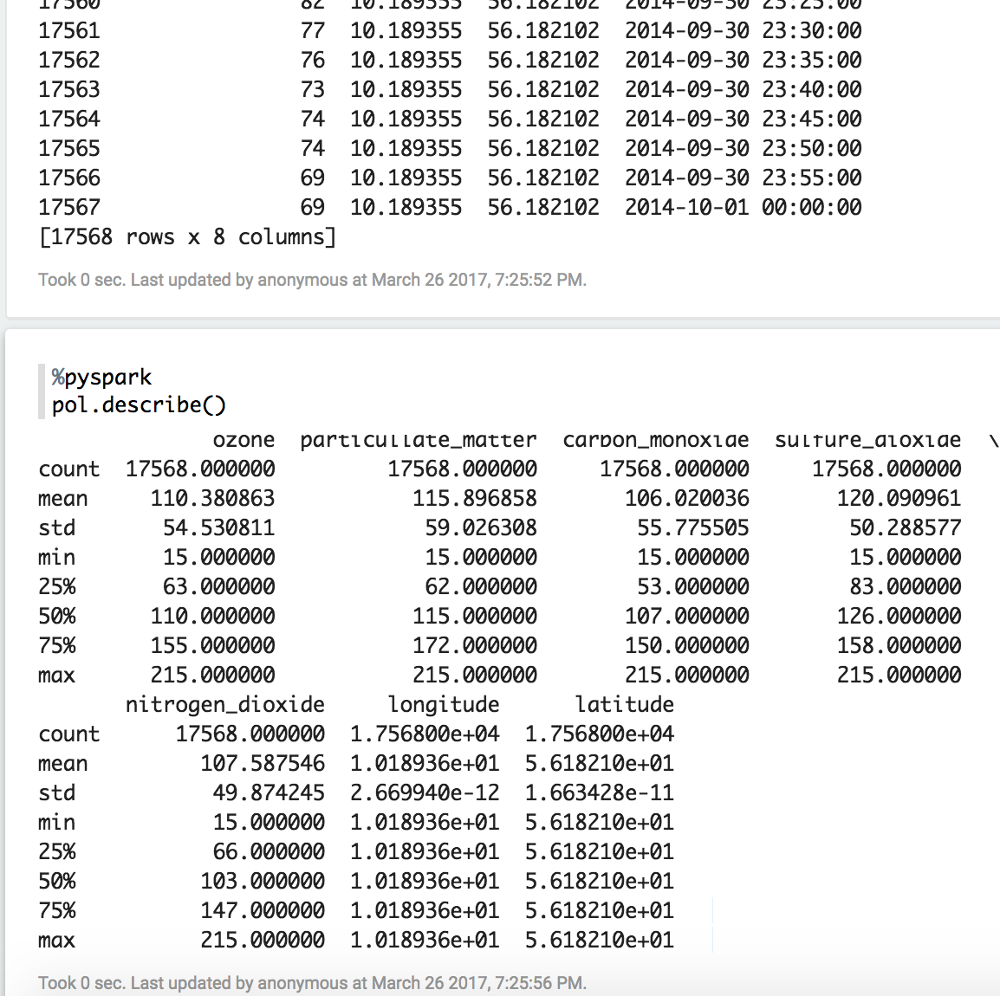 17560 82 10.189355 56.182102 2014-09-30 23:25:00
17561 77 10.189355 56.182102 2014-09-30 23:30:00
17562 76 10.189355 56.182102 2014-09-30 23:35:00
17563 73 10.189355 56.182102 2014-09-30 23:40:00
17564 74 10.189355 56.182102 2014-09-30 23:45:00
17565 74 10.189355 56.182102 2014-09-30 23:50:00
17566 69 10.189355 56.182102 2014-09-30 23:55:00
17567 69 10.189355 56.182102 2014-10-01 00:00:00
[17568 rows x 8 columns]
Took 0 sec. Last updated by anonymous at March 26 2017, 7:25:52 PM.
%pyspark
pol.describe()
ozone particullate_matter carbon_monoxide sulfure_dioxide \
count 17568.000000 17568.000000 17568.000000 17568.000000
mean 110.380863 115.896858 106.020036 120.090961
std 54.530811 59.026308 55.775505 50.288577
min 15.000000 15.000000 15.000000 15.000000
25% 63.000000 62.000000 53.000000 83.000000
50% 110.000000 115.000000 107.000000 126.000000
75% 155.000000 172.000000 150.000000 158.000000
max 215.000000 215.000000 215.000000 215.000000
nitrogen_dioxide longitude latitude
count 17568.000000 1.756800e+04 1.756800e+04
mean 107.587546 1.018936e+01 5.618210e+01
std 49.874245 2.669940e-12 1.663428e-11
min 15.000000 1.018936e+01 5.618210e+01
25% 66.000000 1.018936e+01 5.618210e+01
50% 103.000000 1.018936e+01 5.618210e+01
75% 147.000000 1.018936e+01 5.618210e+01
max 215.000000 1.018936e+01 5.618210e+01
Took 0 sec. Last updated by anonymous at March 26 2017, 7:25:56 PM.